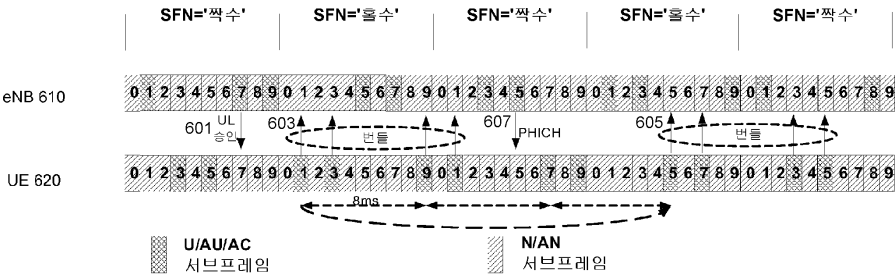 SFN='짝수' SFN='홀수' SFN='짝수' SFN='홀수' SFN='짝수'
eNB 610 0 1 2 3 4 5 6 7 8 9 0 1 2 3 4 5 6 7 8 9 0 1 2 3 4 5 6 7 8 9 0 1 2 3 4 5 6 7 8 9 0 1 2 3 4 5 6 7 8 9
601 UL 승인 603 번들 607 PHICH 605 번들
UE 620 0 1 2 3 4 5 6 7 8 9 0 1 2 3 4 5 6 7 8 9 0 1 2 3 4 5 6 7 8 9 0 1 2 3 4 5 6 7 8 9 0 1 2 3 4 5 6 7 8 9
8ms
U/AU/AC N/AN
서브프레임 서브프레임